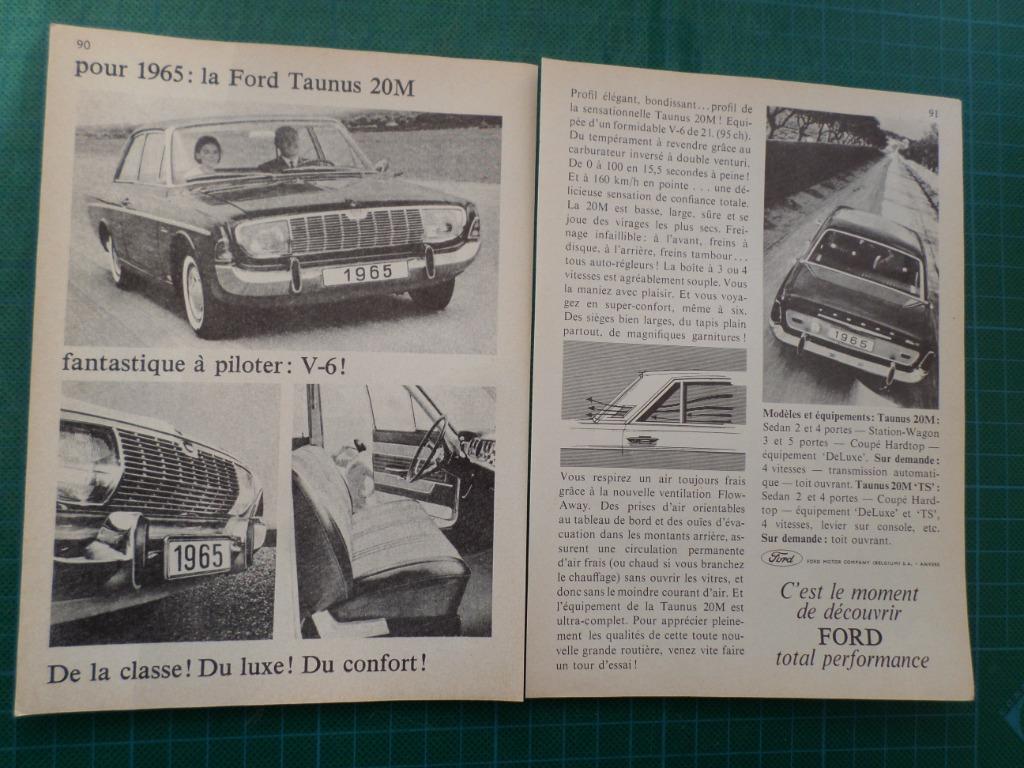 90
pour 1965: la Ford Taunus 20M
1965
fantastique à piloter: V-6!
1965
De la classe! Du luxe! Du confort!
91
Profil élégant, bondissant...profil de
la sensationnelle Taunus 20M! Equi-
pée d'un formidable V-6 de 2 l. (95 ch).
Du tempérament à revendre grâce au
carburateur inversé à double venturi.
De 0 à 100 en 15,5 secondes à peine!
Et à 160 km/h en pointe ... une dé-
licieuse sensation de confiance totale.
La 20M est basse, large, sûre et se
joue des virages les plus secs. Frei-
nage infaillible: à l'avant, freins à
disque, à l'arrière, freins tambour...
tous auto-régleurs! La boîte à 3 ou 4
vitesses est agréablement souple. Vous
la maniez avec plaisir. Et vous voya-
gez en super-confort, même à six.
Des sièges bien larges, du tapis plain
partout, de magnifiques garnitures!
Vous respirez un air toujours frais
grâce à la nouvelle ventilation Flow-
Away. Des prises d'air orientables
au tableau de bord et des ouïes d'éva-
cuation dans les montants arrière, as-
surent une circulation permanente
d'air frais (ou chaud si vous branchez
le chauffage) sans ouvrir les vitres, et
donc sans le moindre courant d'air. Et
l'équipement de la Taunus 20M est
ultra-complet. Pour apprécier pleine-
ment les qualités de cette toute nou-
velle grande routière, venez vite faire
un tour d'essai!
1965
Modèles et équipements: Taunus 20M:
Sedan 2 et 4 portes — Station-Wagon
3 et 5 portes — Coupé Hardtop —
équipement 'DeLuxe'. Sur demande:
4 vitesses — transmission automati-
que — toit ouvrant. Taunus 20M 'TS':
Sedan 2 et 4 portes — Coupé Hard-
top — équipement 'DeLuxe' et 'TS',
4 vitesses, levier sur console, etc.
Sur demande: toit ouvrant.
Ford FORD MOTOR COMPANY (BELGIUM) S.A. - ANVERS
C'est le moment
de découvrir
FORD
total performance